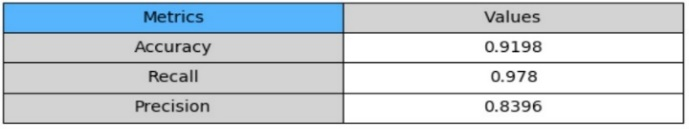 Metrics Values
Accuracy 0.9198
Recall 0.978
Precision 0.8396